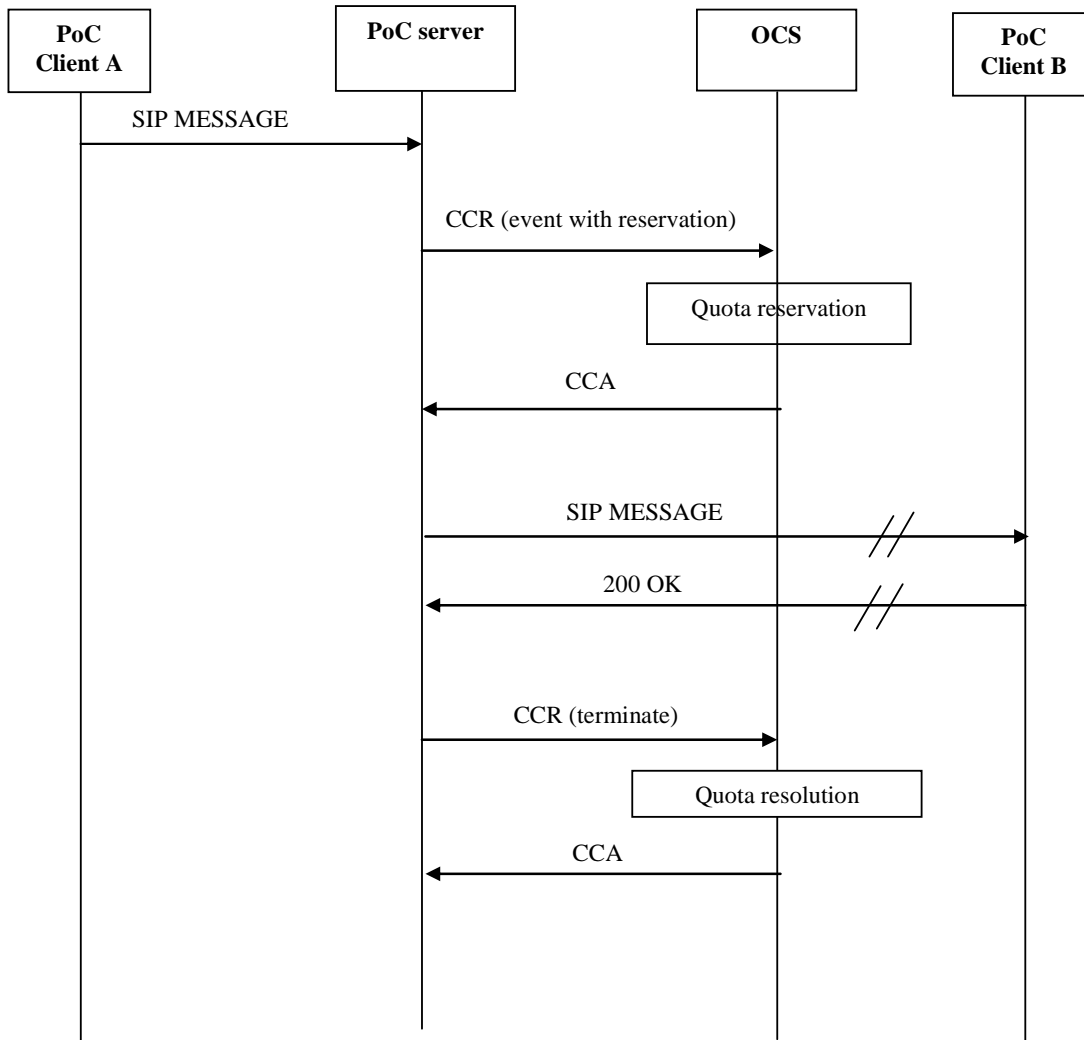 PoC
Client A
PoC server
OCS
PoC
Client B
SIP MESSAGE
CCR (event with reservation)
Quota reservation
CCA
SIP MESSAGE
200 OK
CCR (terminate)
Quota resolution
CCA